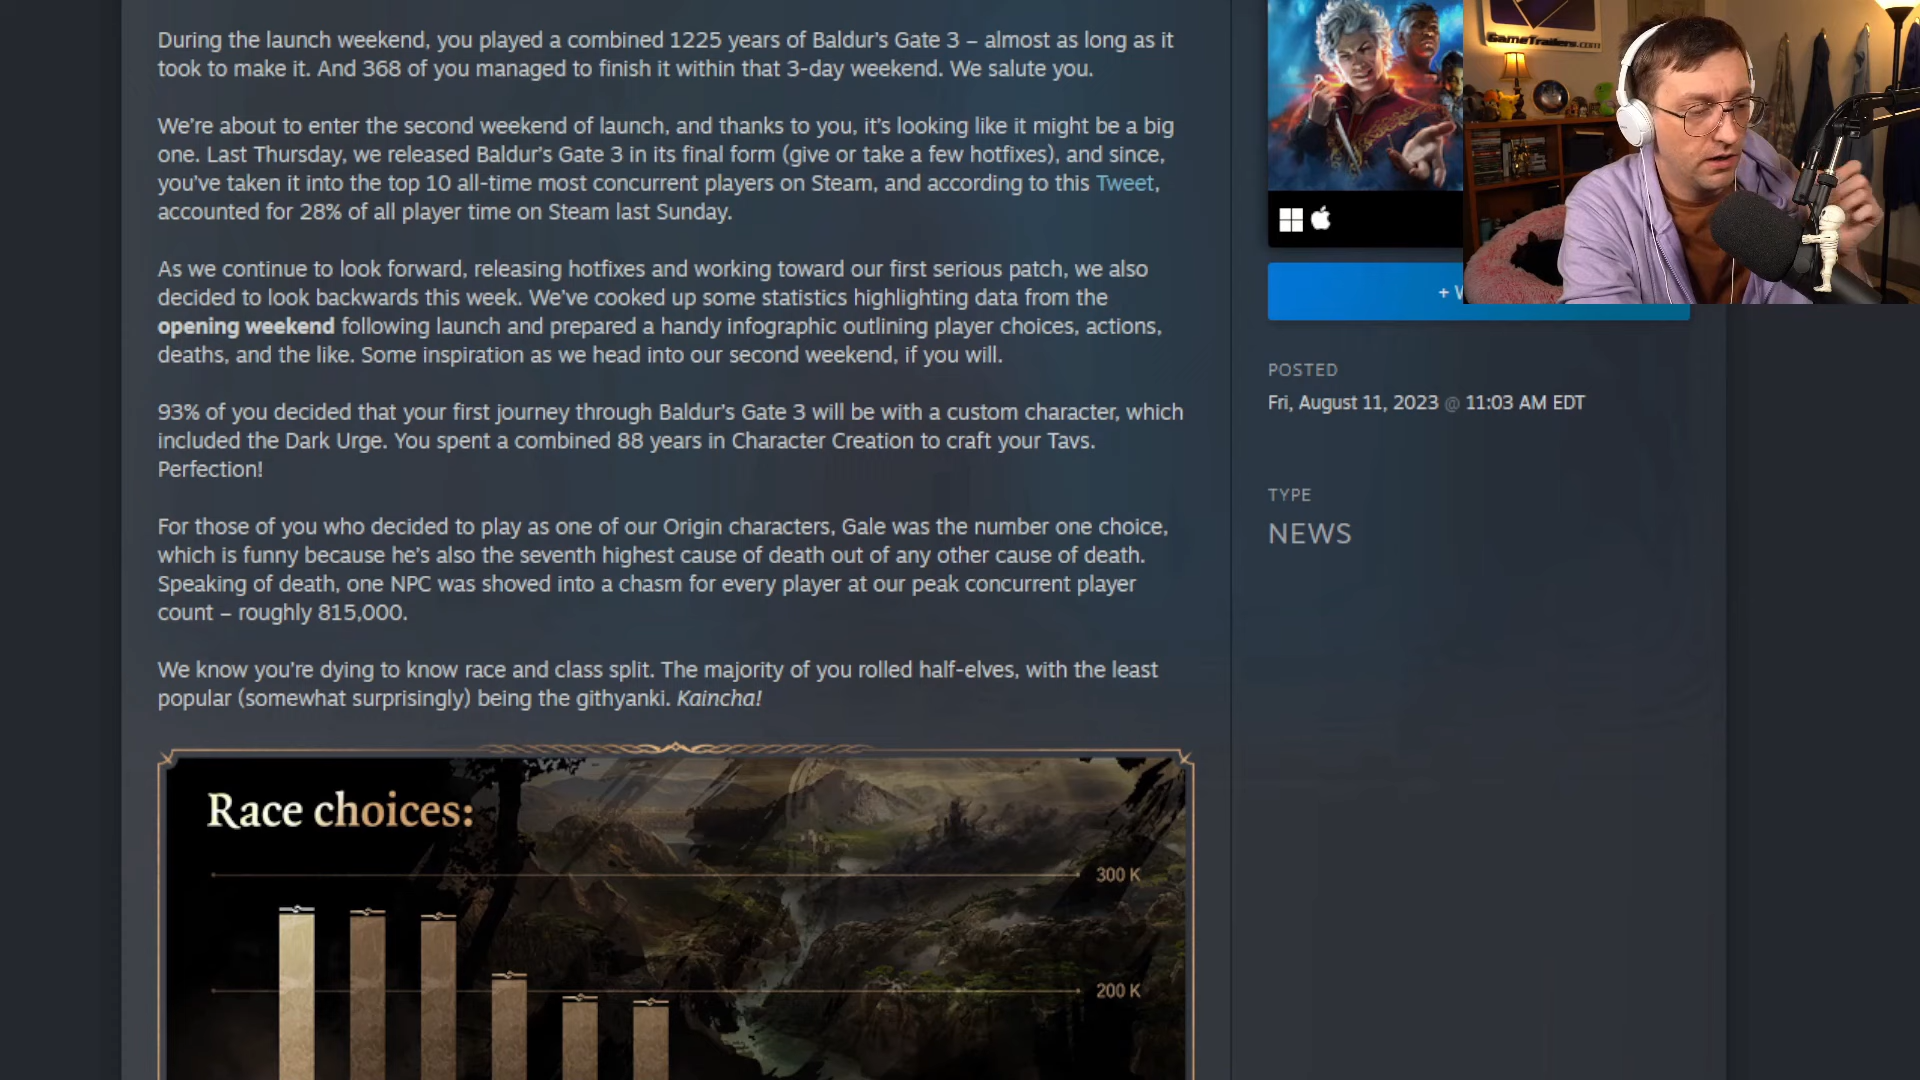 During the launch weekend, you played a combined 1225 years of Baldur's Gate 3 – almost as long as it
took to make it. And 368 of you managed to finish it within that 3-day weekend. We salute you.
We're about to enter the second weekend of launch, and thanks to you, it's looking like it might be a big
one. Last Thursday, we released Baldur's Gate 3 in its final form (give or take a few hotfixes), and since,
you've taken it into the top 10 all-time most concurrent players on Steam, and according to this Tweet,
accounted for 28% of all player time on Steam last Sunday.
As we continue to look forward, releasing hotfixes and working toward our first serious patch, we also
decided to look backwards this week. We've cooked up some statistics highlighting data from the
opening weekend following launch and prepared a handy infographic outlining player choices, actions,
deaths, and the like. Some inspiration as we head into our second weekend, if you will.
93% of you decided that your first journey through Baldur's Gate 3 will be with a custom character, which
included the Dark Urge. You spent a combined 88 years in Character Creation to craft your Tavs.
Perfection!
For those of you who decided to play as one of our Origin characters, Gale was the number one choice,
which is funny because he's also the seventh highest cause of death out of any other cause of death.
Speaking of death, one NPC was shoved into a chasm for every player at our peak concurrent player
count – roughly 815,000.
We know you're dying to know race and class split. The majority of you rolled half-elves, with the least
popular (somewhat surprisingly) being the githyanki. Kaincha!
Race choices:
300 K
200 K
GameTrailers.com
+
POSTED
Fri, August 11, 2023 @ 11:03 AM EDT
TYPE
NEWS